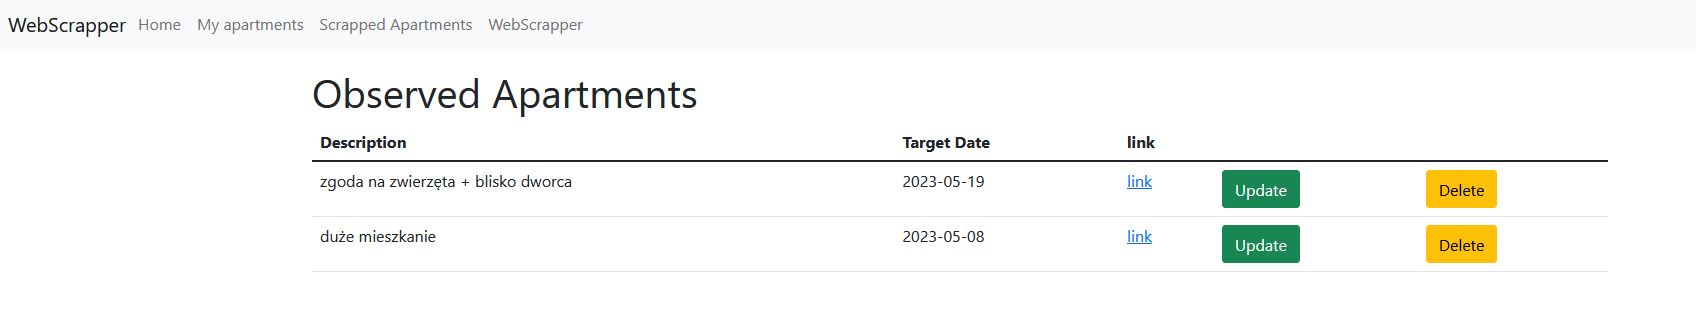 WebScrapper Home My apartments Scrapped Apartments WebScrapper
Observed Apartments
Description Target Date link
zgoda na zwierzęta + blisko dworca 2023-05-19 link Update Delete
duże mieszkanie 2023-05-08 link Update Delete